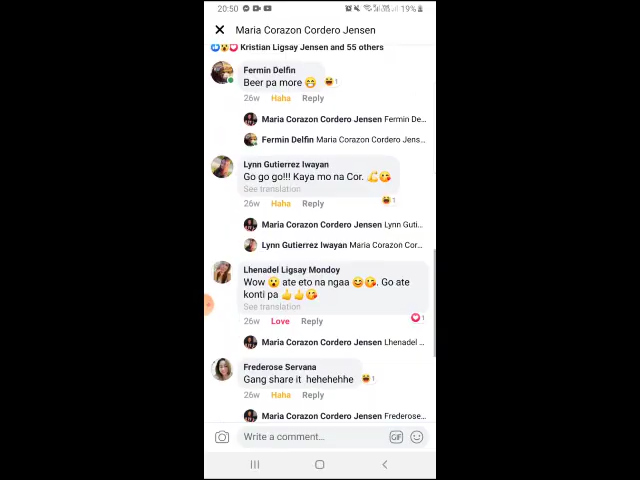 20:50 19%
Maria Corazon Cordero Jensen
Kristian Ligsay Jensen and 55 others
Fermin Delfin
Beer pa more 😁
1
26w Haha Reply
Maria Corazon Cordero Jensen Fermin De...
Fermin Delfin Maria Corazon Cordero Jens...
Lynn Gutierrez Iwayan
Go go go!!! Kaya mo na Cor. 💪😘
See translation
1
26w Haha Reply
Maria Corazon Cordero Jensen Lynn Guti...
Lynn Gutierrez Iwayan Maria Corazon Cor...
Lhenadel Ligsay Mondoy
Wow 😮 ate eto na ngaa 😊😘. Go ate
konti pa 👍👍😘
See translation
1
26w Love Reply
Maria Corazon Cordero Jensen Lhenadel ...
Frederose Servana
Gang share it hehehehhe
1
26w Haha Reply
Maria Corazon Cordero Jensen Frederose...
Write a comment...
GIF